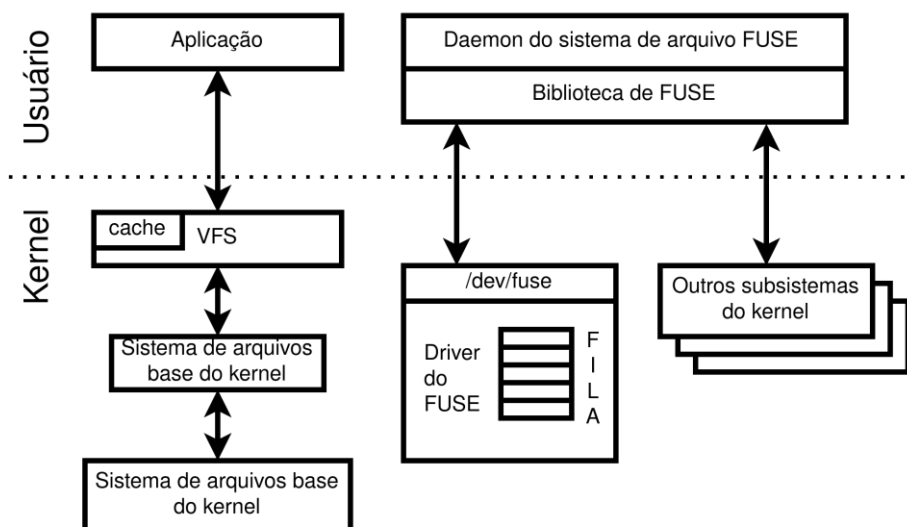 Usuário
Aplicação
Daemon do sistema de arquivo FUSE
Biblioteca de FUSE
Kernel
cache
VFS
/dev/fuse
Driver
do
FUSE
F
I
L
A
Outros subsistemas
do kernel
Sistema de arquivos
base do kernel
Sistema de arquivos base
do kernel